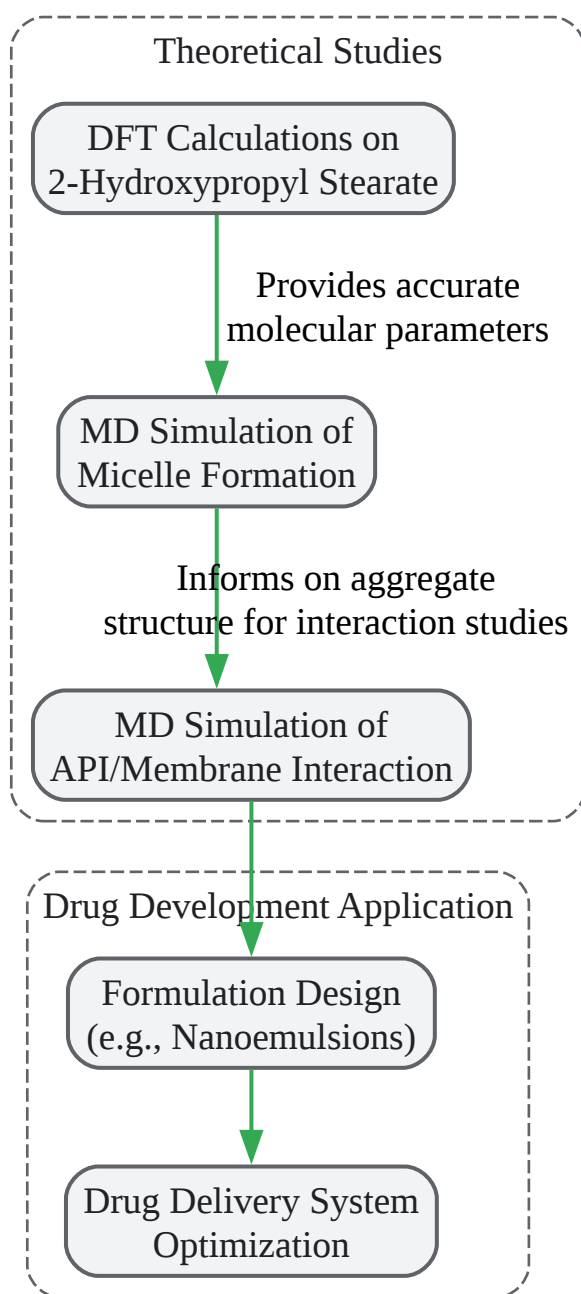 Theoretical Studies
DFT Calculations on
2-Hydroxypropyl Stearate
Provides accurate
molecular parameters
MD Simulation of
Micelle Formation
Informs on aggregate
structure for interaction studies
MD Simulation of
API/Membrane Interaction
Drug Development Application
Formulation Design
(e.g., Nanoemulsions)
Drug Delivery System
Optimization